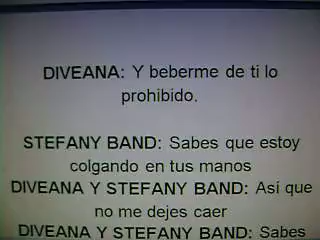 DIVEANA: Y beberme de ti lo
prohibido.
STEFANY BAND: Sabes que estoy
colgando en tus manos
DIVEANA Y STEFANY BAND: Así que
no me dejes caer
DIVEANA Y STEFANY BAND: Sabes